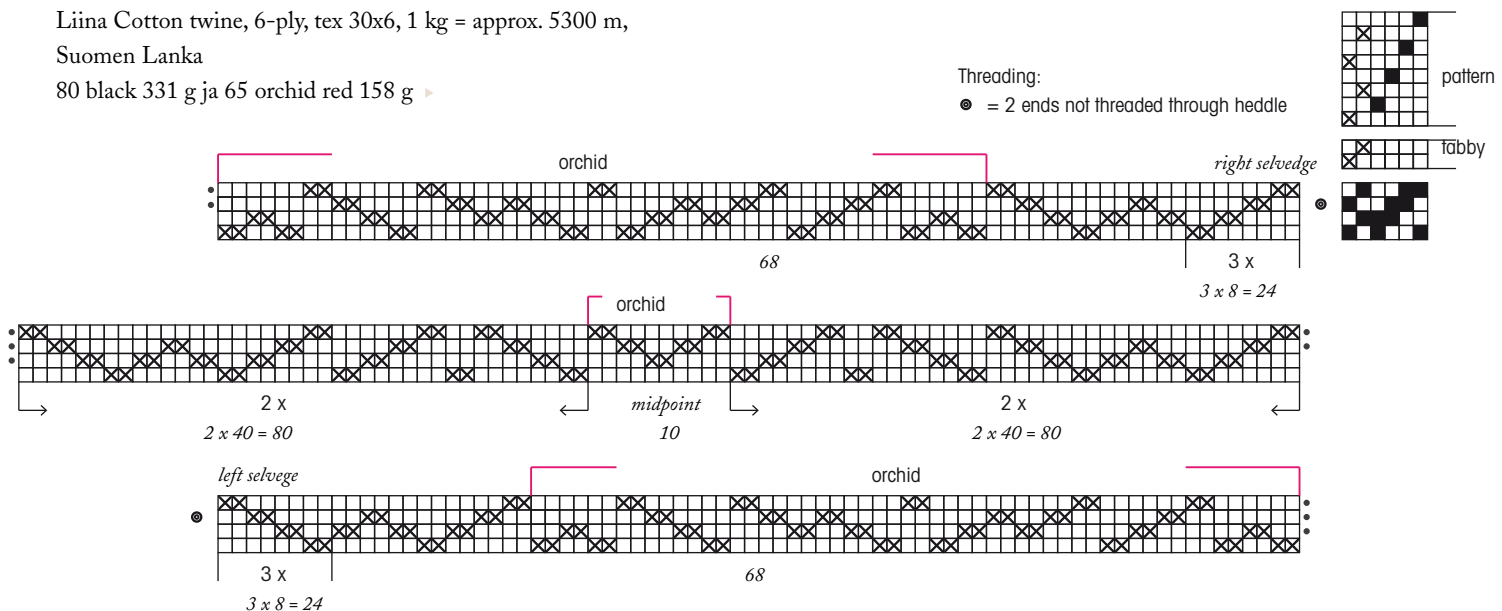 Liina Cotton twine, 6-ply, tex 30x6, 1 kg = approx. 5300 m,
Suomen Lanka
80 black 331 g ja 65 orchid red 158 g
Threading:
= 2 ends not threaded through heddle
pattern
tabby
orchid
right selvedge
68
3 x
3 x 8 = 24
orchid
2 x
midpoint
2 x
2 x 40 = 80
10
2 x 40 = 80
left selvege
orchid
3 x
68
3 x 8 = 24